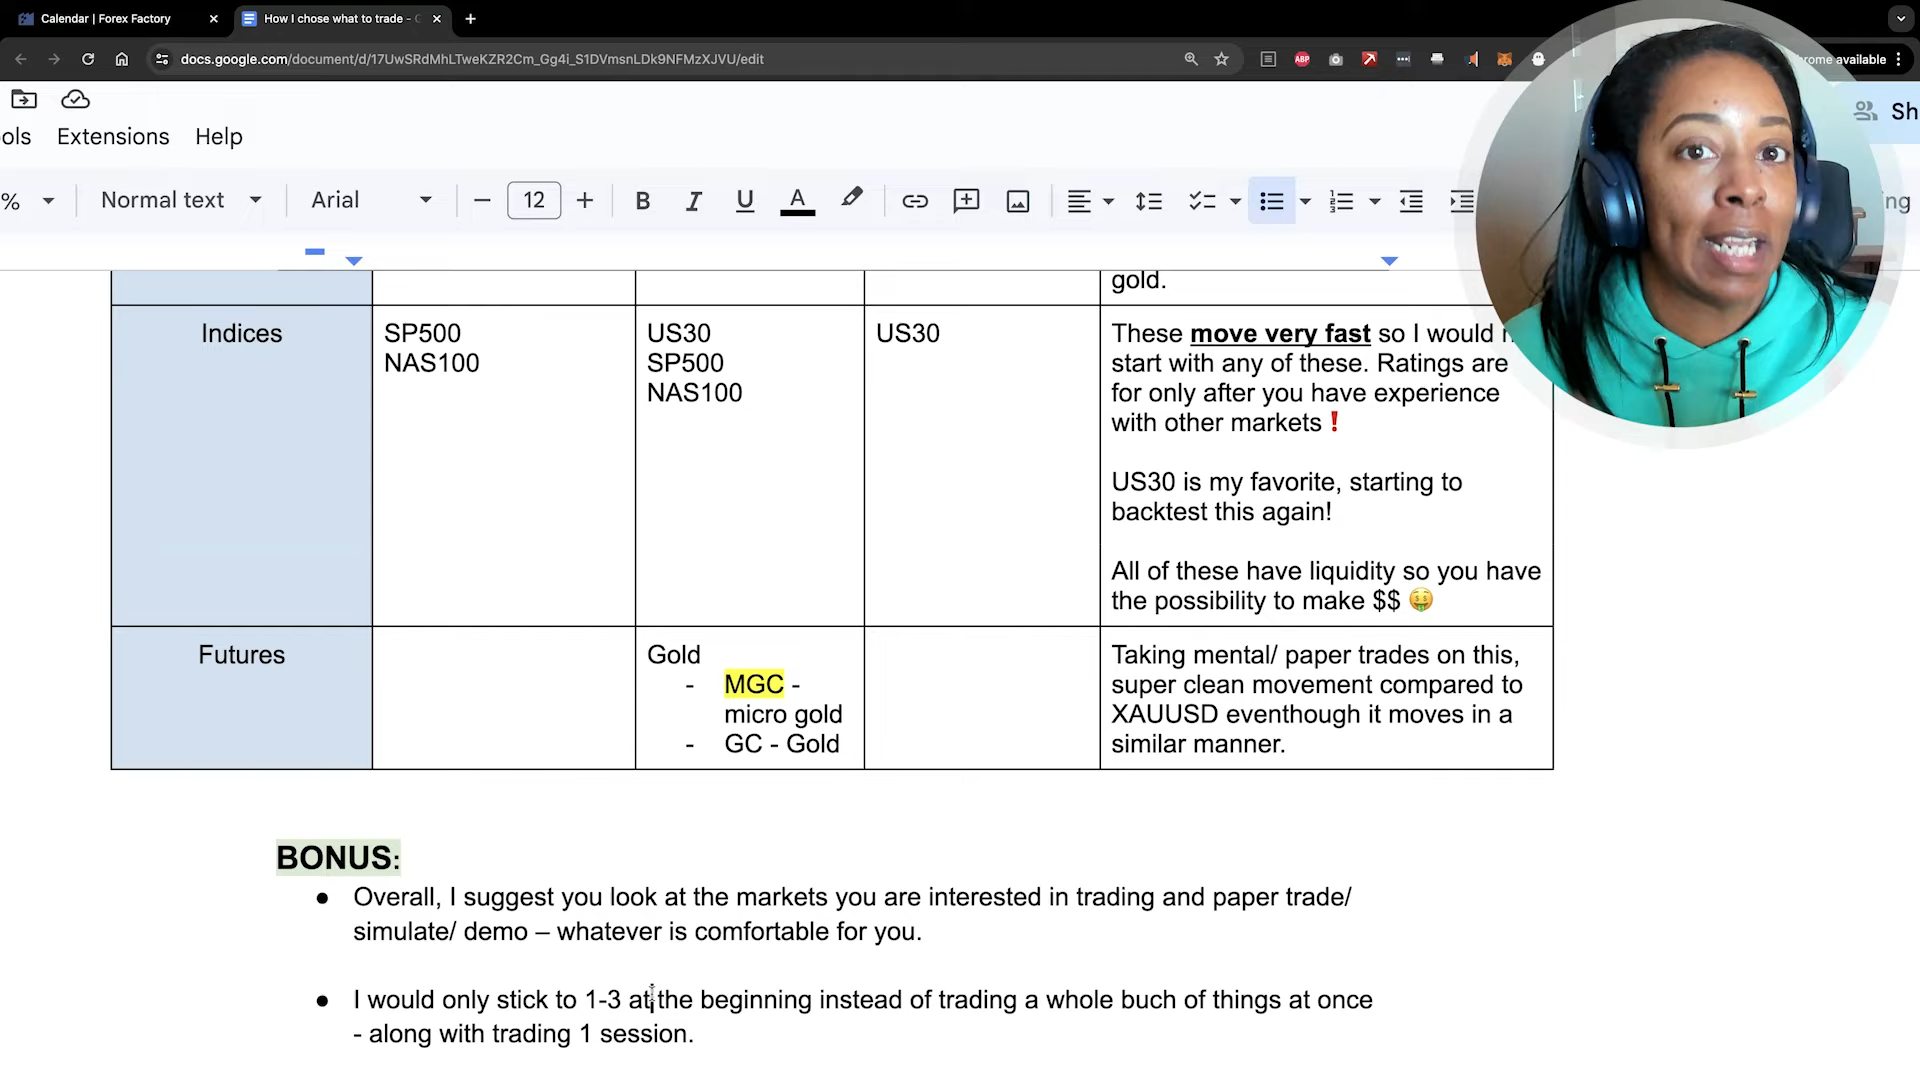 Calendar | Forex Factory
How I chose what to trade - G
docs.google.com/document/d/17UwSRdMhLTweKZR2Cm_Gg4i_S1DVmsnLDk9NFMzXJVU/edit
ABP
rome available
Sh
ols Extensions Help
% Normal text Arial 12 B I U A
ng
gold.
Indices
SP500
NAS100
US30
SP500
NAS100
US30
These move very fast so I would
start with any of these. Ratings are
for only after you have experience
with other markets❗
US30 is my favorite, starting to
backtest this again!
All of these have liquidity so you have
the possibility to make $$ 🤑
Futures
Gold
- MGC -
micro gold
- GC - Gold
Taking mental/ paper trades on this,
super clean movement compared to
XAUUSD eventhough it moves in a
similar manner.
BONUS:
● Overall, I suggest you look at the markets you are interested in trading and paper trade/
simulate/ demo – whatever is comfortable for you.
● I would only stick to 1-3 at the beginning instead of trading a whole buch of things at once
- along with trading 1 session.